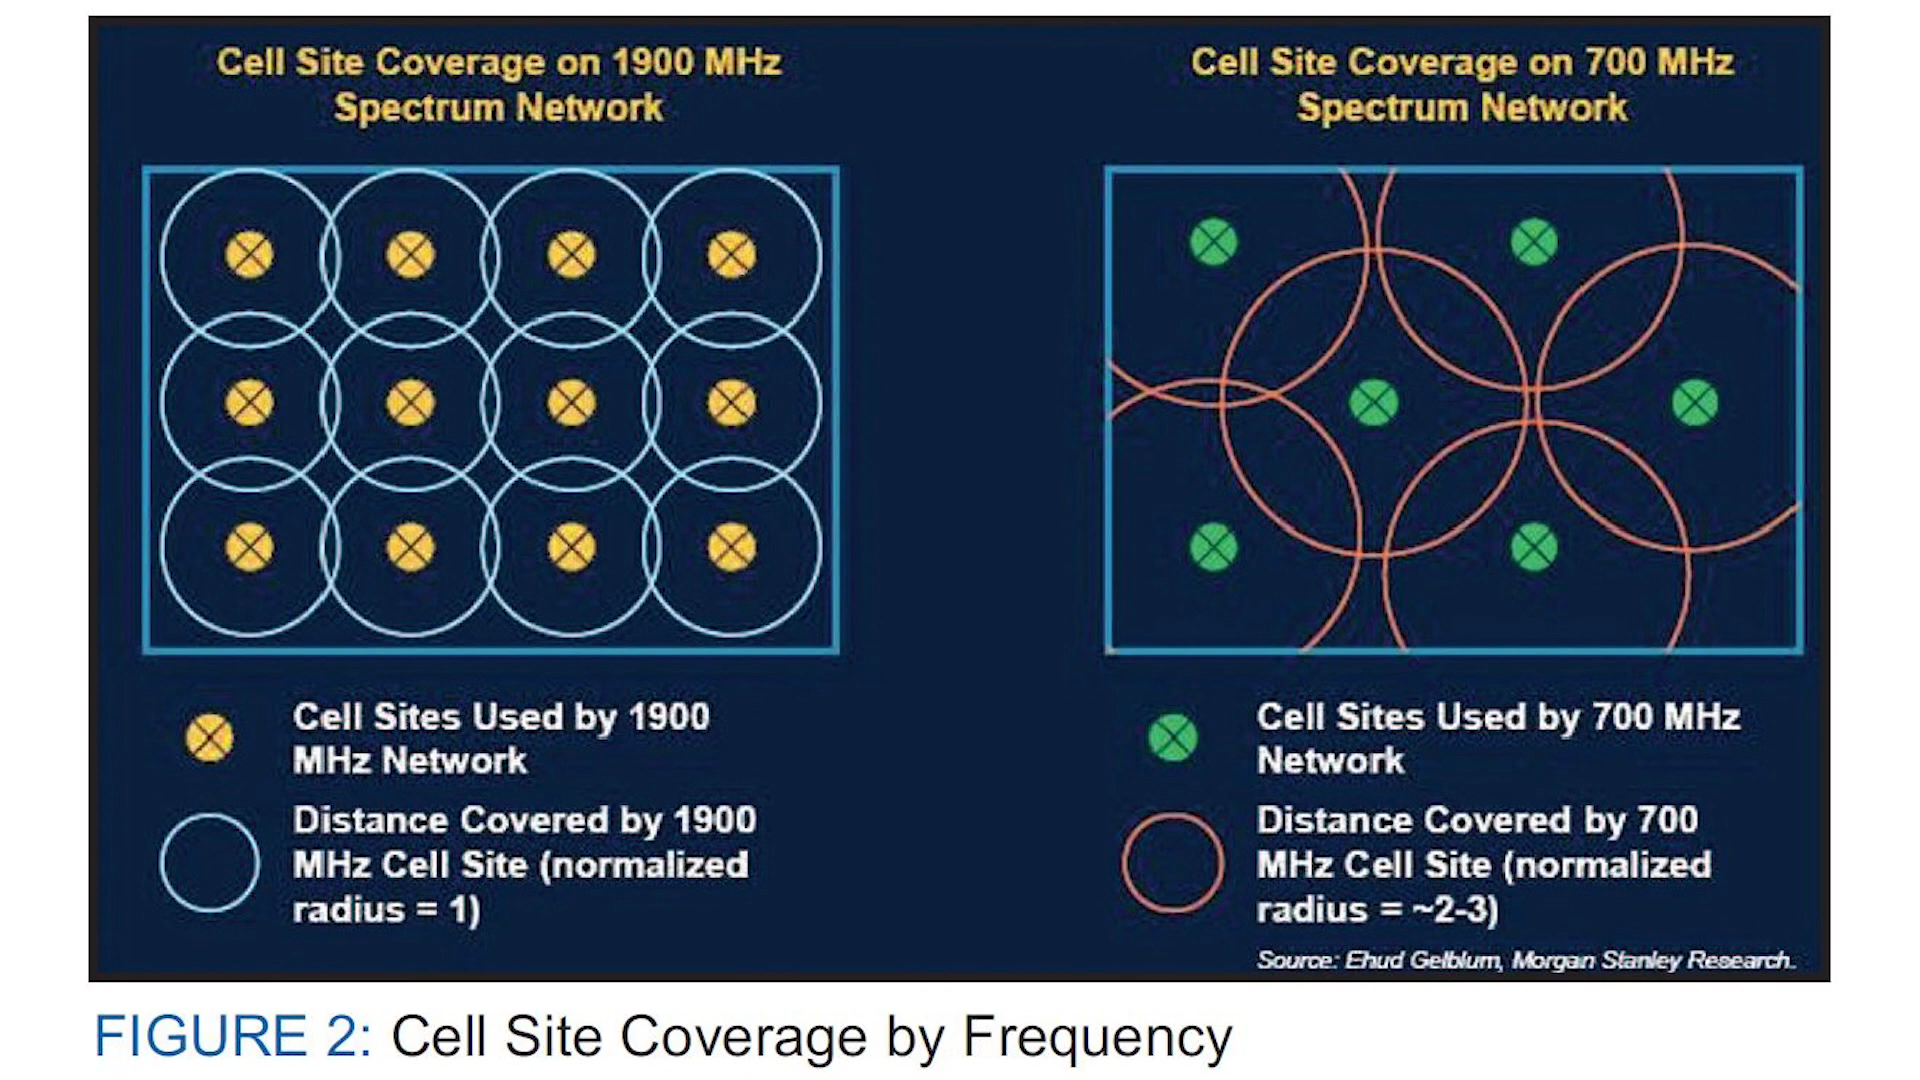 Cell Site Coverage on 1900 MHz
Spectrum Network
Cell Site Coverage on 700 MHz
Spectrum Network
Cell Sites Used by 1900
MHz Network
Distance Covered by 1900
MHz Cell Site (normalized
radius = 1)
Cell Sites Used by 700 MHz
Network
Distance Covered by 700
MHz Cell Site (normalized
radius = ~2-3)
Source: Ehud Gelblum, Morgan Stanley Research.
FIGURE 2: Cell Site Coverage by Frequency